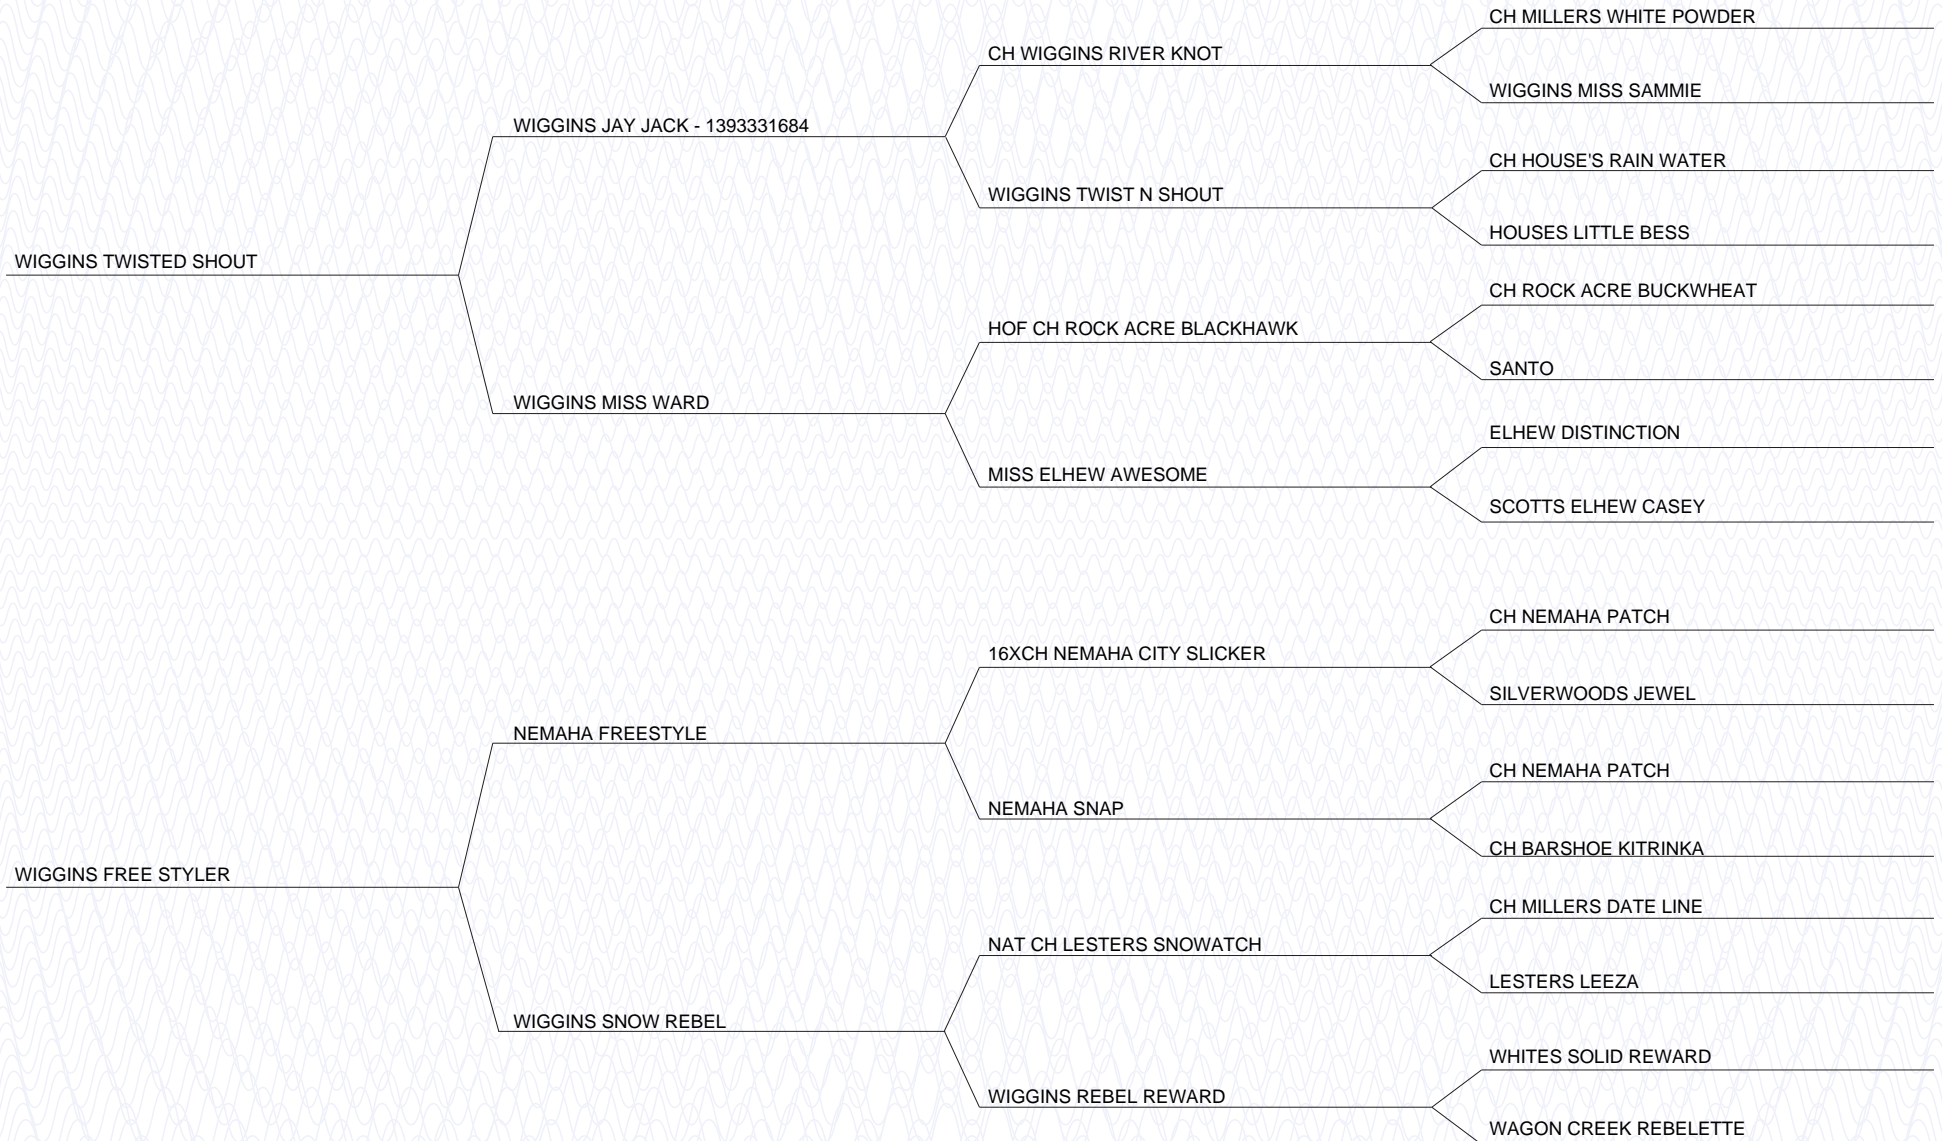 CH MILLERS WHITE POWDER
CH WIGGINS RIVER KNOT
WIGGINS MISS SAMMIE
WIGGINS JAY JACK - 1393331684
CH HOUSE'S RAIN WATER
WIGGINS TWIST N SHOUT
HOUSES LITTLE BESS
WIGGINS TWISTED SHOUT
CH ROCK ACRE BUCKWHEAT
HOF CH ROCK ACRE BLACKHAWK
SANTO
WIGGINS MISS WARD
ELHEW DISTINCTION
MISS ELHEW AWESOME
SCOTTS ELHEW CASEY
CH NEMAHA PATCH
16XCH NEMAHA CITY SLICKER
SILVERWOODS JEWEL
NEMAHA FREESTYLE
CH NEMAHA PATCH
NEMAHA SNAP
CH BARSHOE KITRINKA
WIGGINS FREE STYLER
CH MILLERS DATE LINE
NAT CH LESTERS SNOWATCH
LESTERS LEEZA
WIGGINS SNOW REBEL
WHITES SOLID REWARD
WIGGINS REBEL REWARD
WAGON CREEK REBELETTE